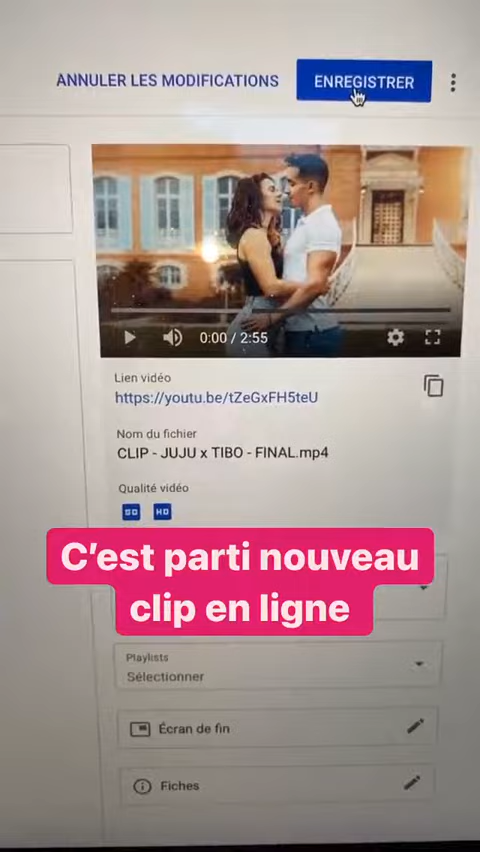 ANNULER LES MODIFICATIONS
ENREGISTRER
0:00 / 2:55
Lien vidéo
https://youtu.be/tZeGxFH5teU
Nom du fichier
CLIP - JUJU x TIBO - FINAL.mp4
Qualité vidéo
SD HD
C'est parti nouveau
clip en ligne
Playlists
Sélectionner
Écran de fin
Fiches